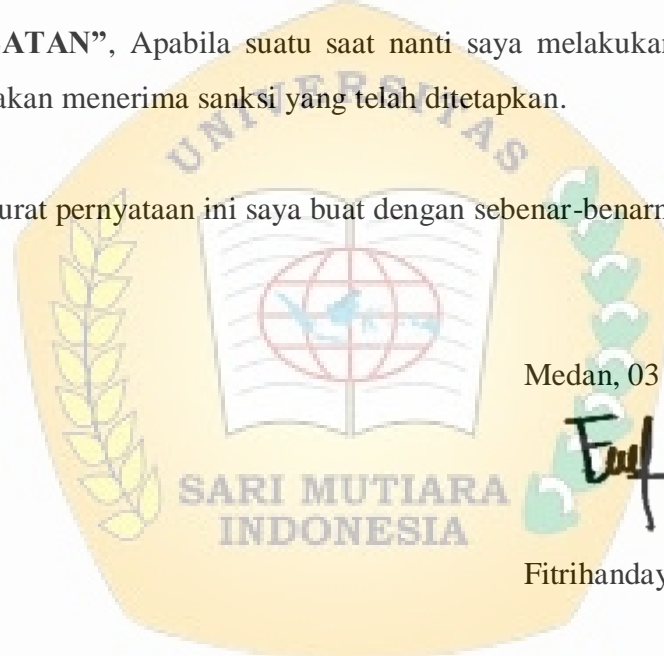 ATAN”, Apabila suatu saat nanti saya melakukan
akan menerima sanksi yang telah ditetapkan.
UNIVERSITAS
urat pernyataan ini saya buat dengan sebenar-benarn
Medan, 03
SARI MUTIARA
INDONESIA
Fitrihanday